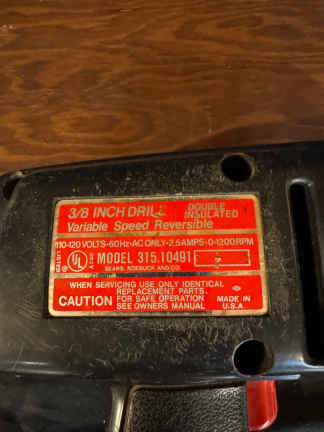 3/8 INCH DRILL DOUBLE INSULATED
Variable Speed Reversible
110-120 VOLTS-60Hz-AC ONLY-2.5AMPS-0-1200RPM
LISTED UL MODEL 315.10491
SEARS, ROEBUCK AND CO.
WHEN SERVICING USE ONLY IDENTICAL
REPLACEMENT PARTS.
CAUTION FOR SAFE OPERATION
SEE OWNERS MANUAL
MADE IN
U.S.A.